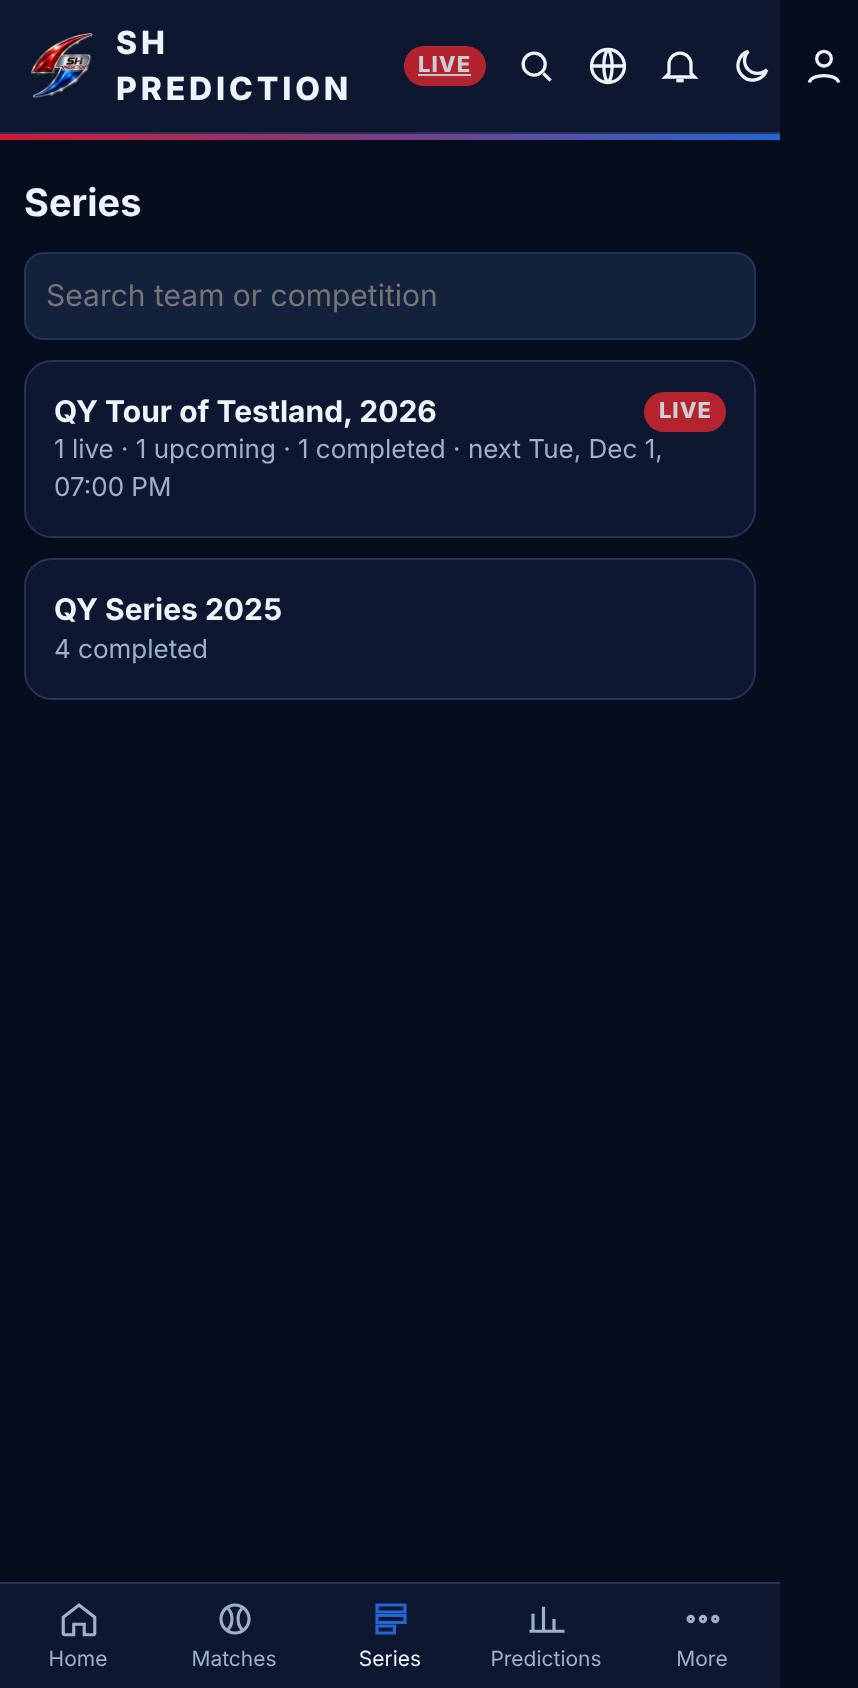 SH
SH
PREDICTION
LIVE
Series
Search team or competition
QY Tour of Testland, 2026
LIVE
1 live · 1 upcoming · 1 completed · next Tue, Dec 1,
07:00 PM
QY Series 2025
4 completed
Home
Matches
Series
Predictions
More